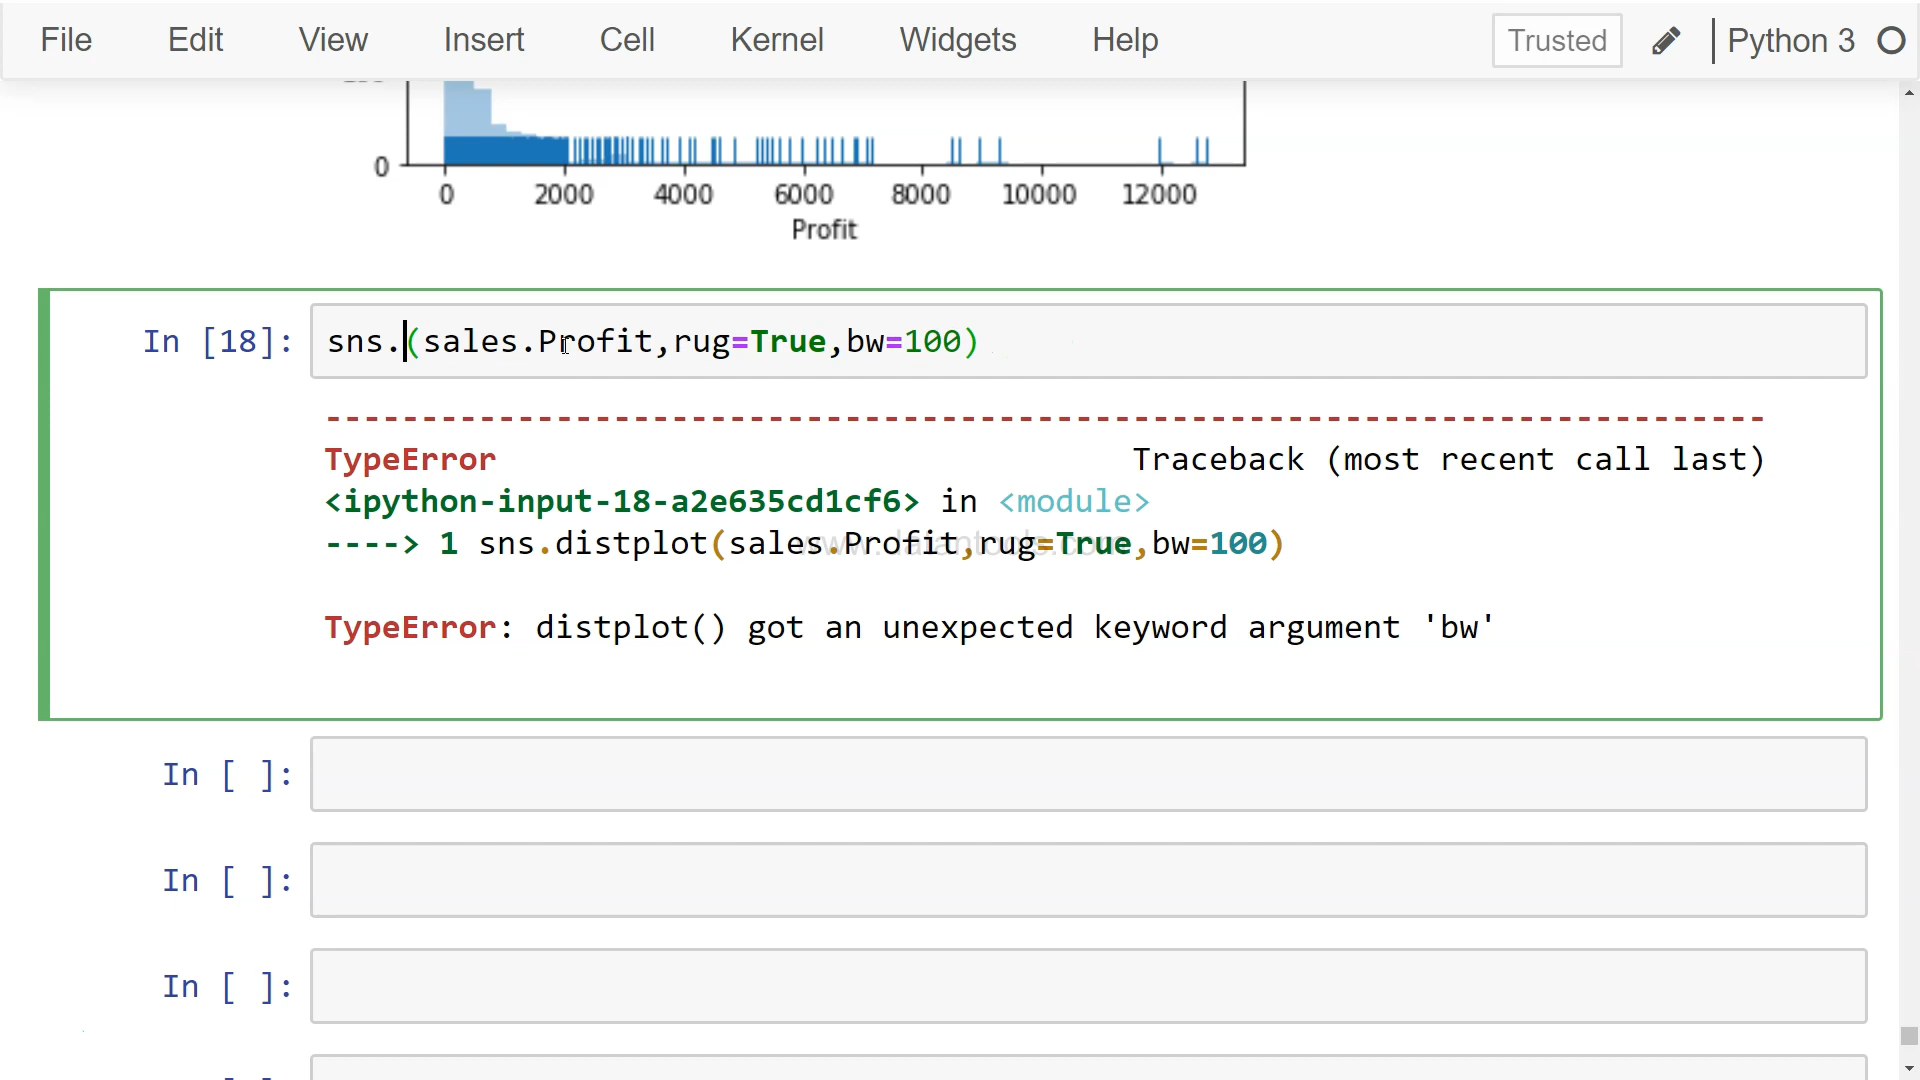 File Edit View Insert Cell Kernel Widgets Help Trusted Python 3
0
0 2000 4000 6000 8000 10000 12000
Profit
In [18]: sns.(sales.Profit,rug=True,bw=100)
---------------------------------------------------------------------------
TypeError Traceback (most recent call last)
<ipython-input-18-a2e635cd1cf6> in <module>
----> 1 sns.distplot(sales.Profit,rug=True,bw=100)
TypeError: distplot() got an unexpected keyword argument 'bw'
In [ ]:
In [ ]:
In [ ]: